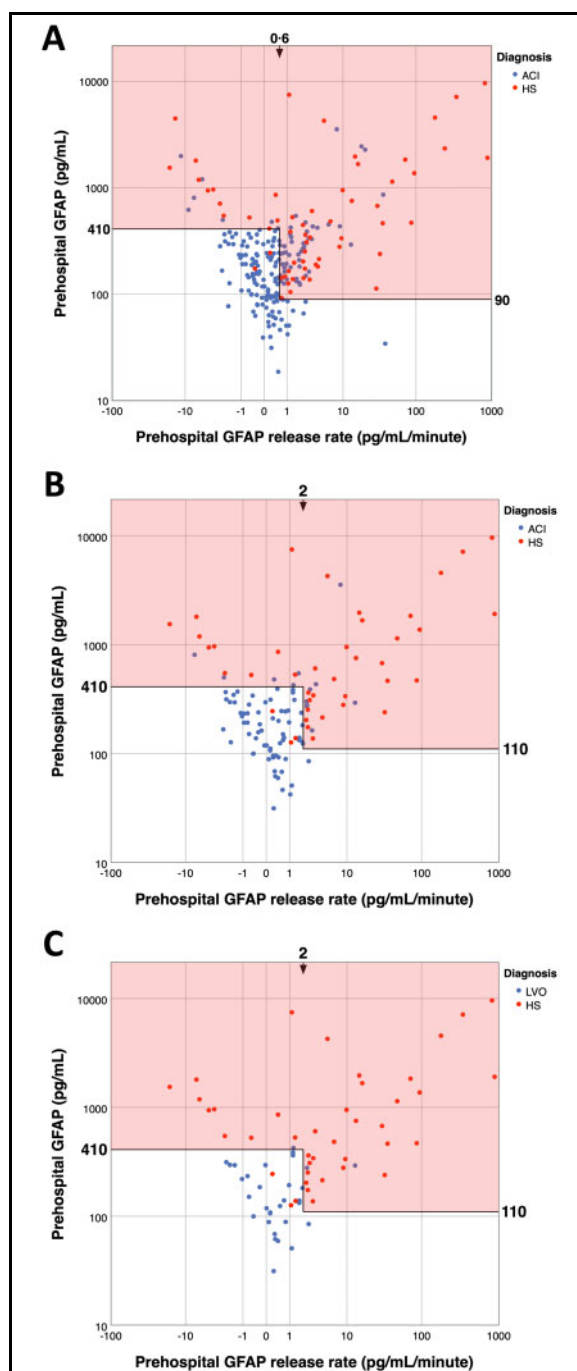 A
0·6
Diagnosis
ACI
HS
10000
1000
410
100
90
10
-100
-10
-1
0
1
10
100
1000
Prehospital GFAP (pg/mL)
Prehospital GFAP release rate (pg/mL/minute)
B
2
Diagnosis
ACI
HS
10000
1000
410
100
110
10
-100
-10
-1
0
1
10
100
1000
Prehospital GFAP (pg/mL)
Prehospital GFAP release rate (pg/mL/minute)
C
2
Diagnosis
LVO
HS
10000
1000
410
100
110
10
-100
-10
-1
0
1
10
100
1000
Prehospital GFAP (pg/mL)
Prehospital GFAP release rate (pg/mL/minute)